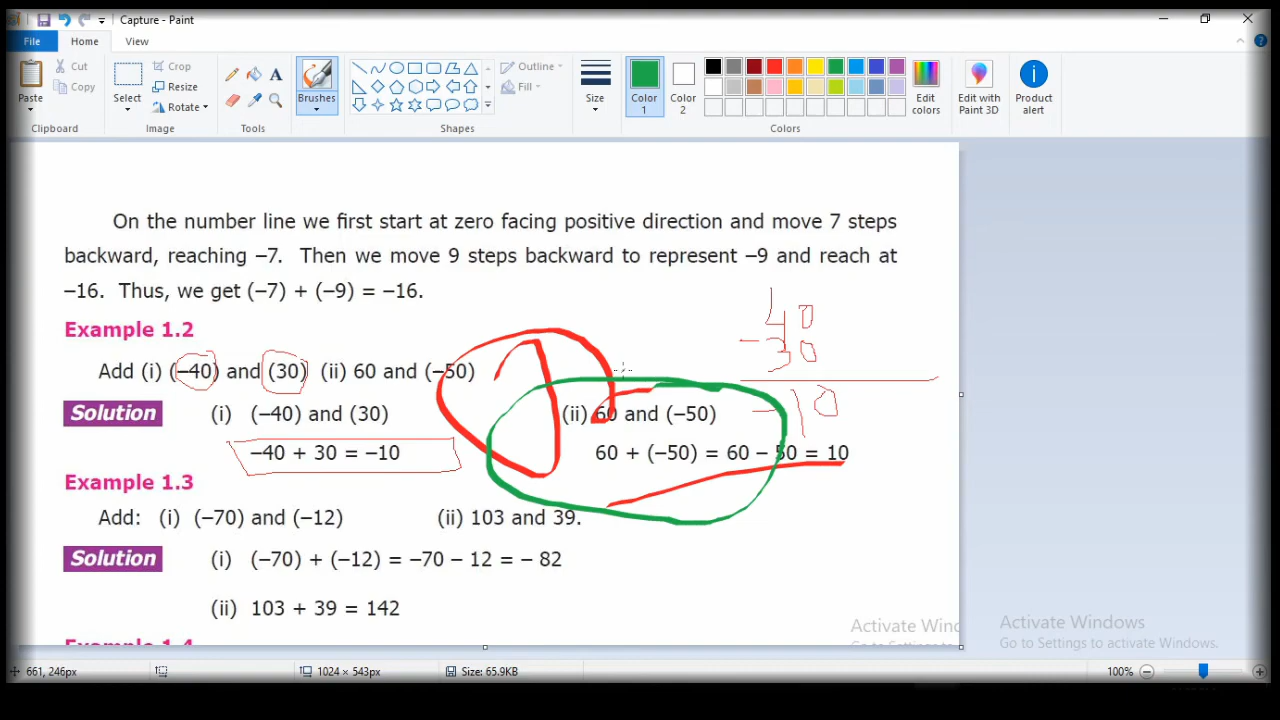 Capture - Paint
File Home View
Paste Cut Copy Select Crop Resize Rotate Brushes Outline Fill Size Color 1 Color 2 Edit colors Edit with Paint 3D Product alert
Clipboard Image Tools Shapes Colors
On the number line we first start at zero facing positive direction and move 7 steps
backward, reaching –7. Then we move 9 steps backward to represent –9 and reach at
–16. Thus, we get (–7) + (–9) = –16.
40
-30
-10
Example 1.2
Add (i) (–40) and (30) (ii) 60 and (–50)
Solution (i) (–40) and (30) (ii) 60 and (–50)
–40 + 30 = –10 60 + (–50) = 60 – 50 = 10
Example 1.3
Add: (i) (–70) and (–12) (ii) 103 and 39.
Solution (i) (–70) + (–12) = –70 – 12 = – 82
(ii) 103 + 39 = 142
Activate Windows
Go to Settings to activate Windows.
661, 246px 1024 × 543px Size: 65.9KB 100%